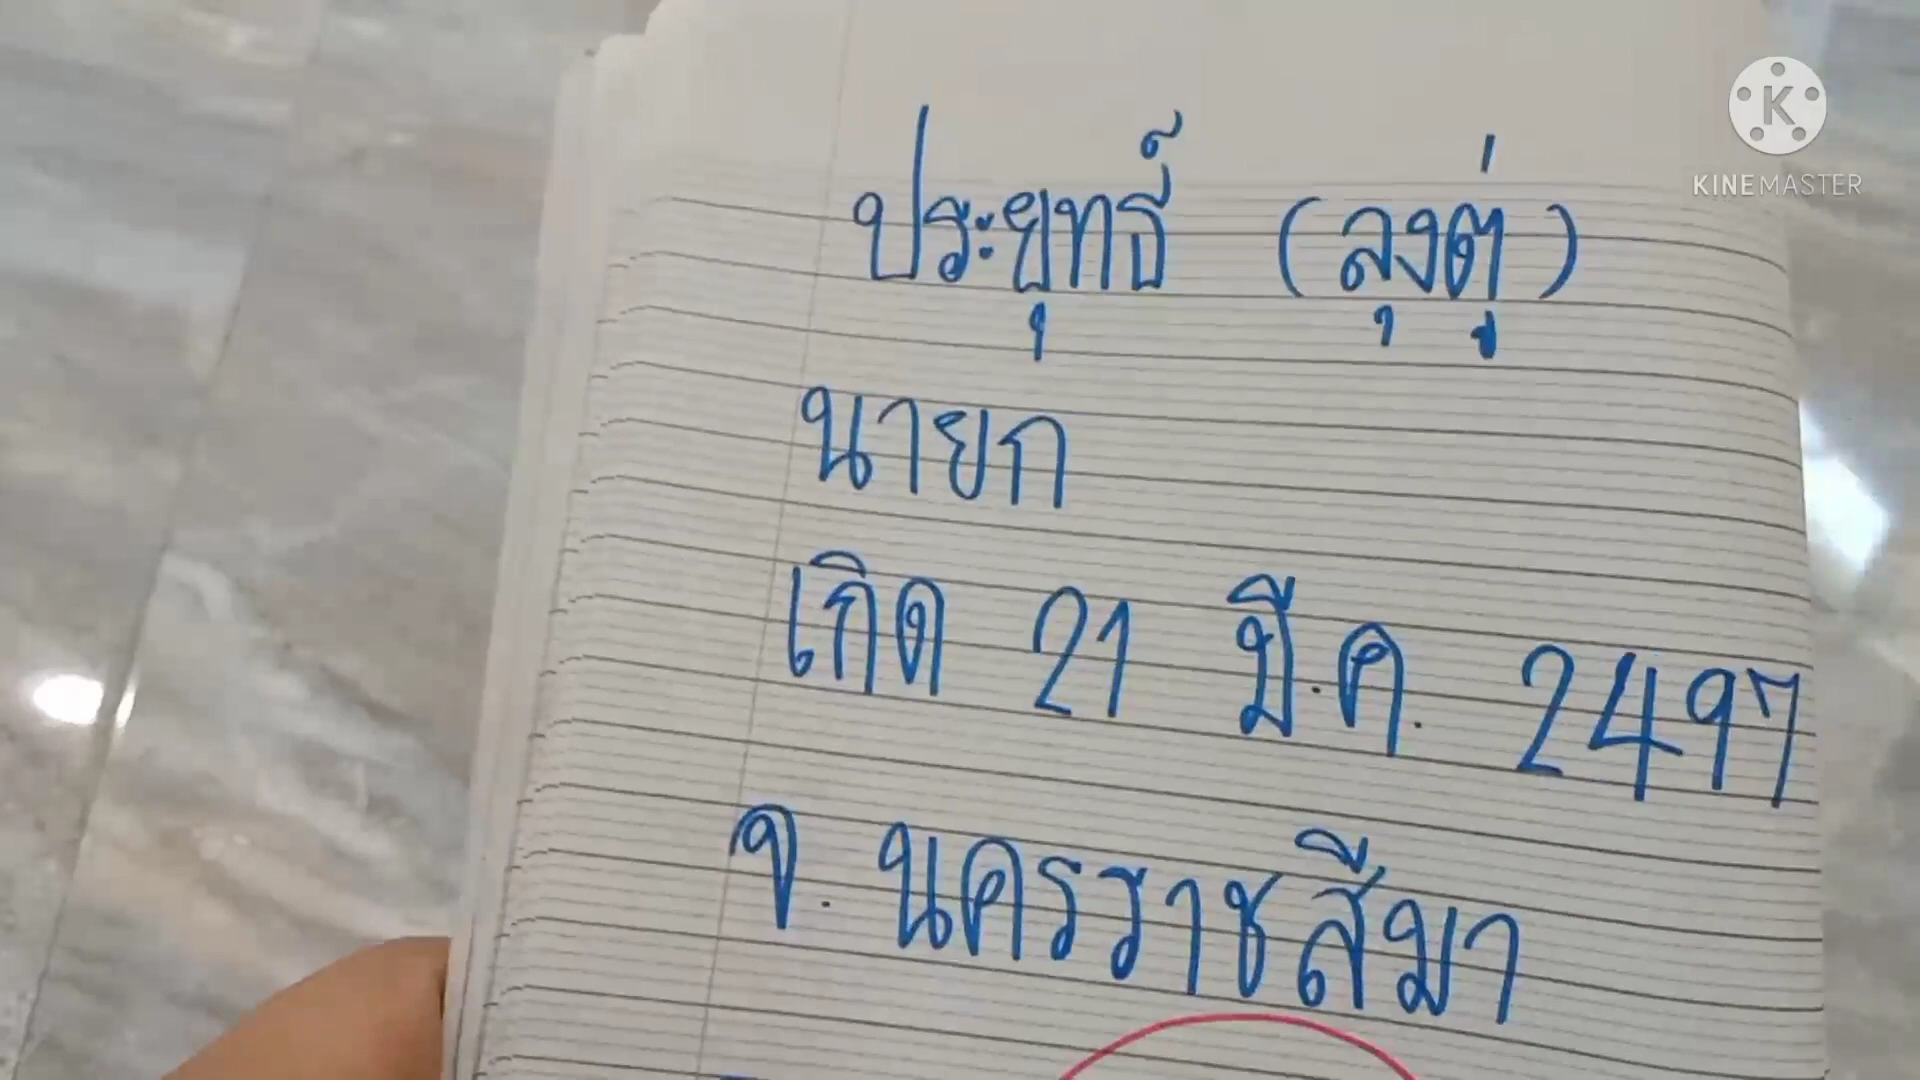 ประยุทธ์ (ลุงตู่)
นายก
เกิด 21 มี.ค. 2497
จ. นครราชสีมา
K
KINEMASTER